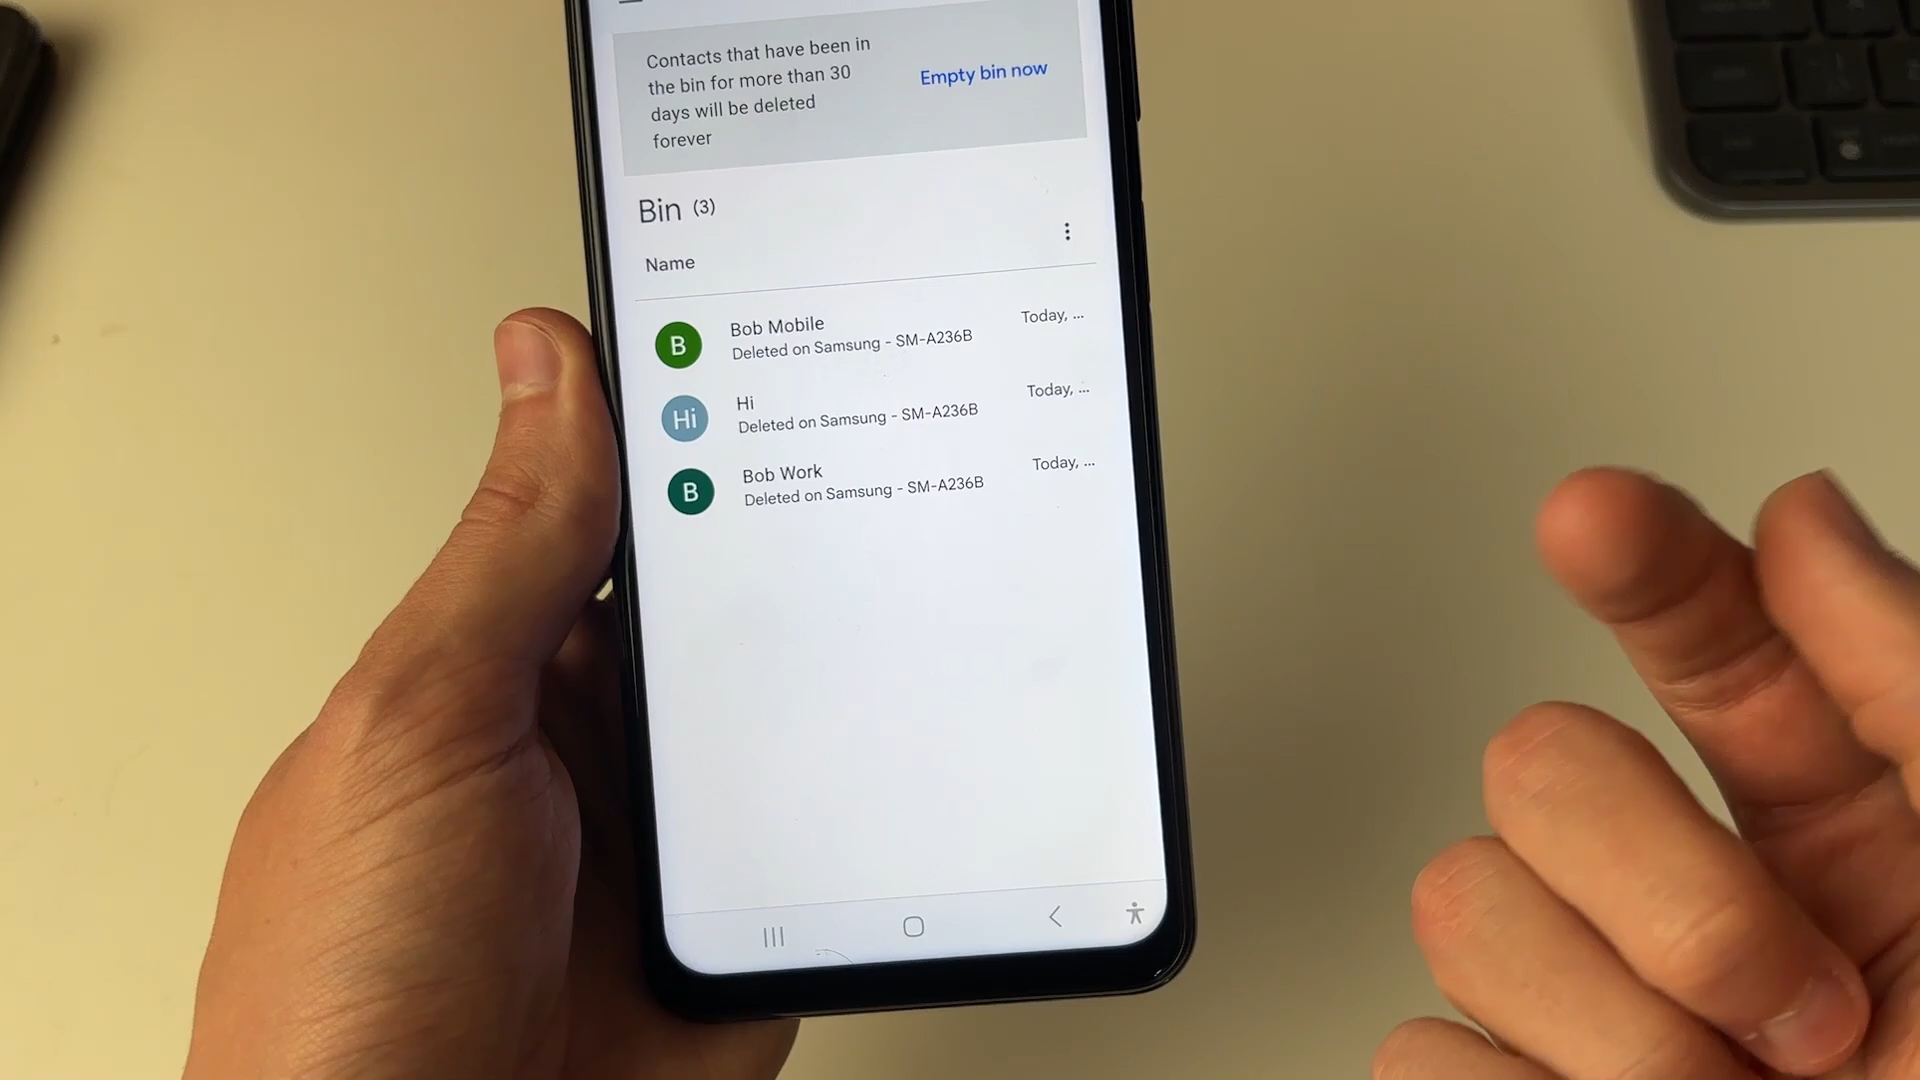 Contacts that have been in
the bin for more than 30
days will be deleted
forever
Empty bin now
Bin (3)
Name
B
Bob Mobile
Deleted on Samsung - SM-A236B
Today, ...
Hi
Hi
Deleted on Samsung - SM-A236B
Today, ...
B
Bob Work
Deleted on Samsung - SM-A236B
Today, ...